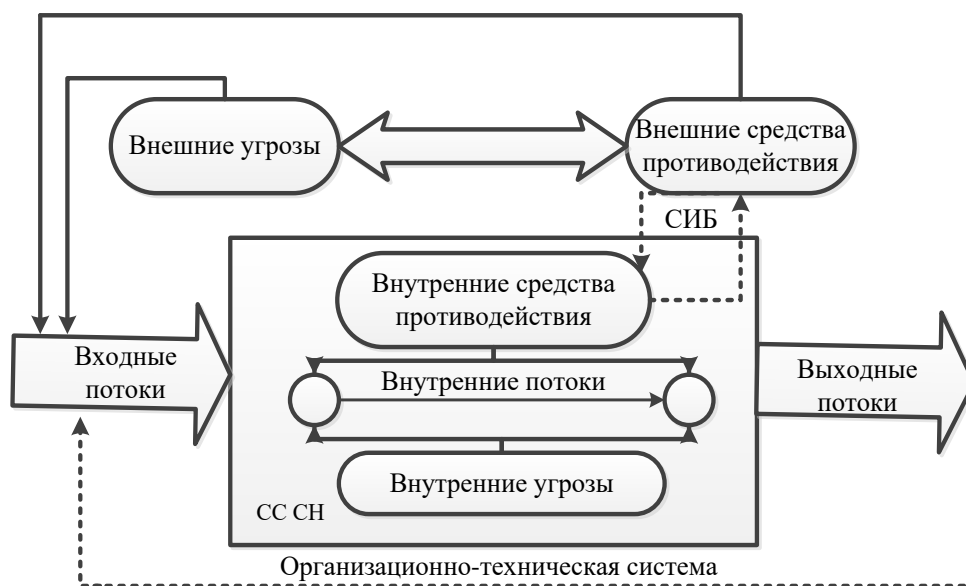 Внешние угрозы
Внешние средства
противодействия
СИБ
Внутренние средства
противодействия
Входные
потоки
Внутренние потоки
Выходные
потоки
Внутренние угрозы
СС СН
Организационно-техническая система